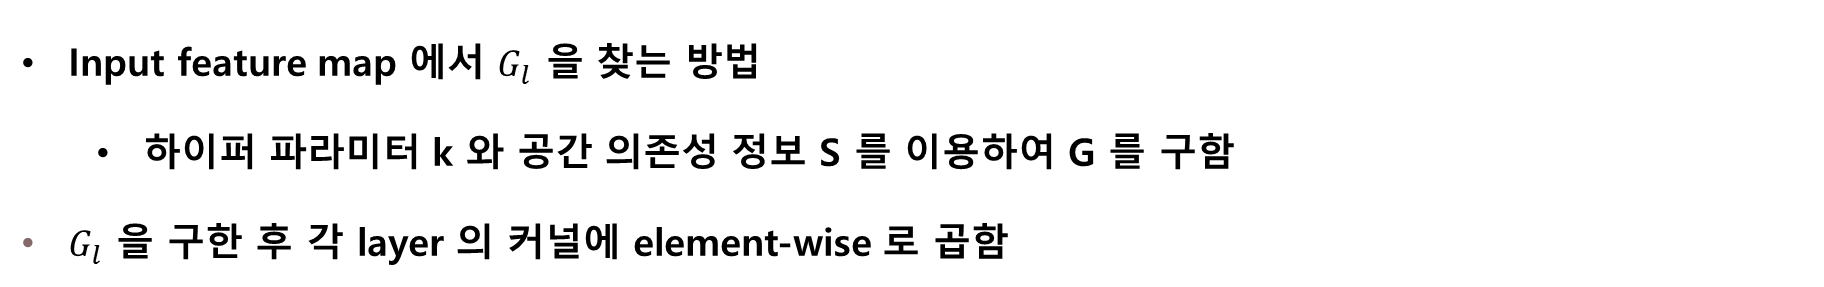 • Input feature map 에서 $G_l$ 을 찾는 방법
• 하이퍼 파라미터 k 와 공간 의존성 정보 S 를 이용하여 G 를 구함
• $G_l$ 을 구한 후 각 layer 의 커널에 element-wise 로 곱함